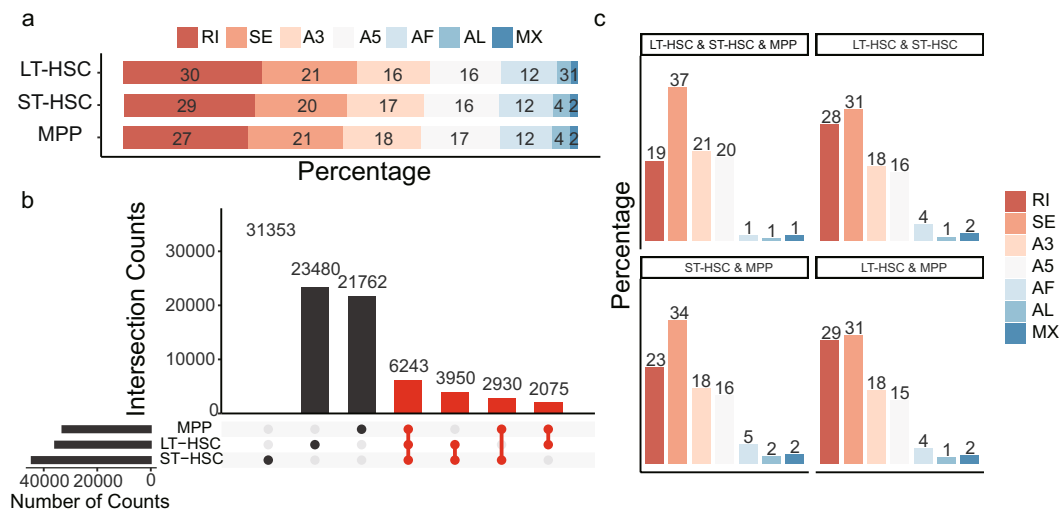 a
RI SE A3 A5 AF AL MX
LT-HSC 30 21 16 16 12 3 1
ST-HSC 29 20 17 16 12 4 2
MPP 27 21 18 17 12 4 2
Percentage
b
Intersection Counts
30000
20000
10000
0
31353
23480
21762
6243
3950
2930
2075
MPP
LT-HSC
ST-HSC
40000 20000 0
Number of Counts
c
Percentage
LT-HSC & ST-HSC & MPP
19 37 21 20 1 1 1
LT-HSC & ST-HSC
28 31 18 16 4 1 2
ST-HSC & MPP
23 34 18 16 5 2 2
LT-HSC & MPP
29 31 18 15 4 1 2
RI
SE
A3
A5
AF
AL
MX